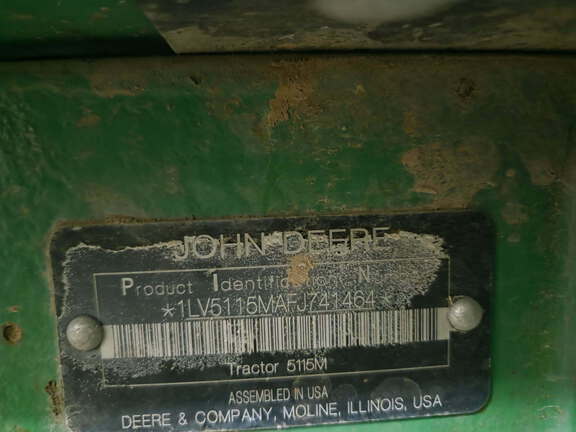 JOHN DEERE
Product Identification N
*1LV5115MAFJ741464*
Tractor 5115M
ASSEMBLED IN USA
DEERE & COMPANY, MOLINE, ILLINOIS, USA